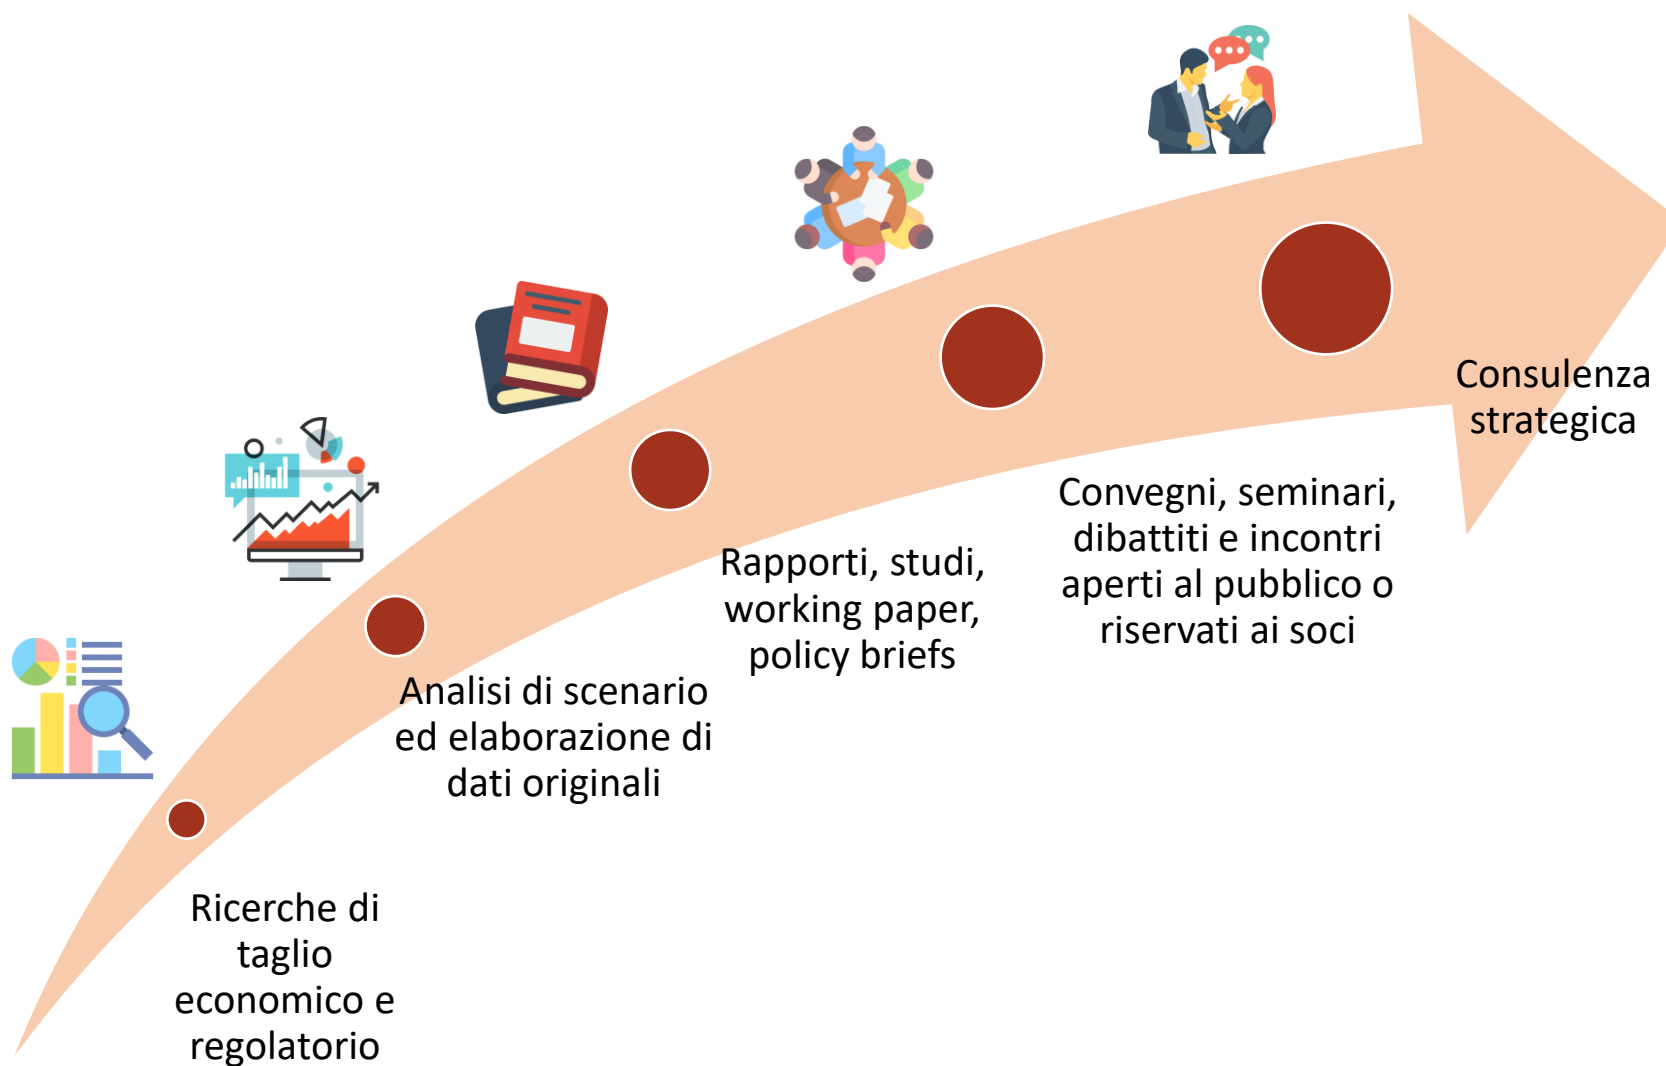 Ricerche di
taglio
economico e
regolatorio
Analisi di scenario
ed elaborazione di
dati originali
Rapporti, studi,
working paper,
policy briefs
Convegni, seminari,
dibattiti e incontri
aperti al pubblico o
riservati ai soci
Consulenza
strategica